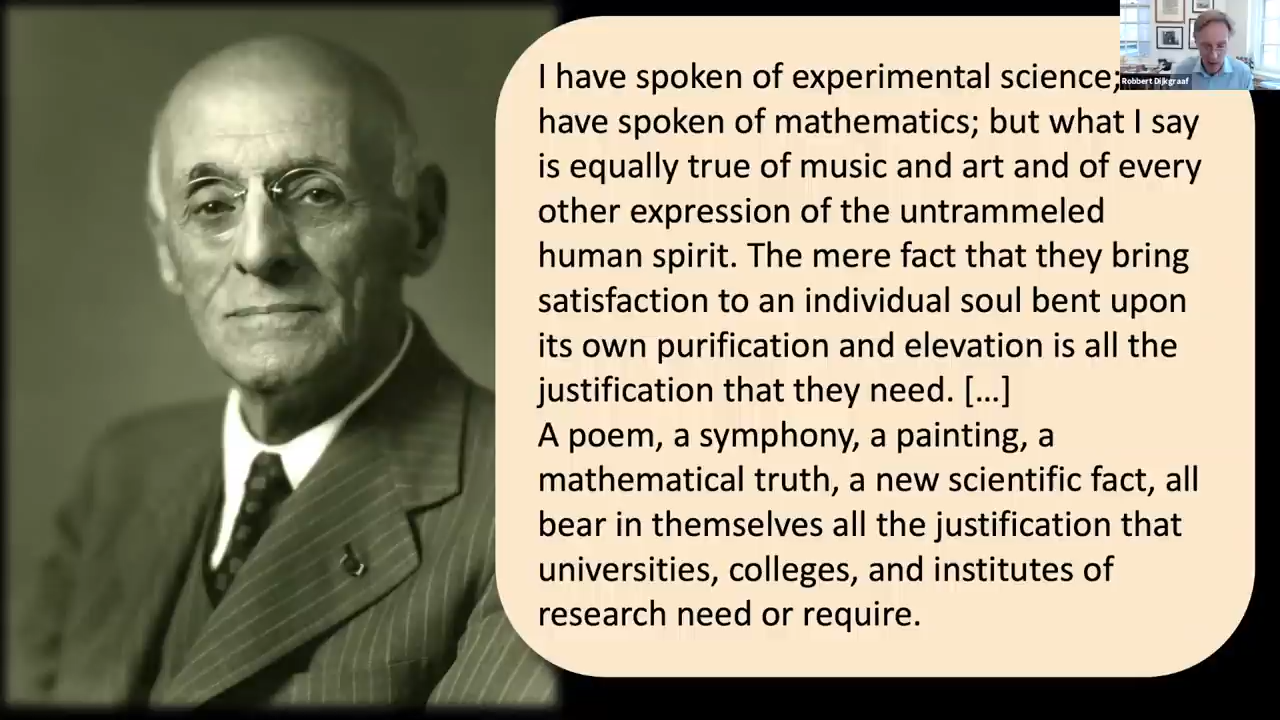 I have spoken of experimental science;
have spoken of mathematics; but what I say
is equally true of music and art and of every
other expression of the untrammeled
human spirit. The mere fact that they bring
satisfaction to an individual soul bent upon
its own purification and elevation is all the
justification that they need. […]
A poem, a symphony, a painting, a
mathematical truth, a new scientific fact, all
bear in themselves all the justification that
universities, colleges, and institutes of
research need or require.
Robbert Dijkgraaf